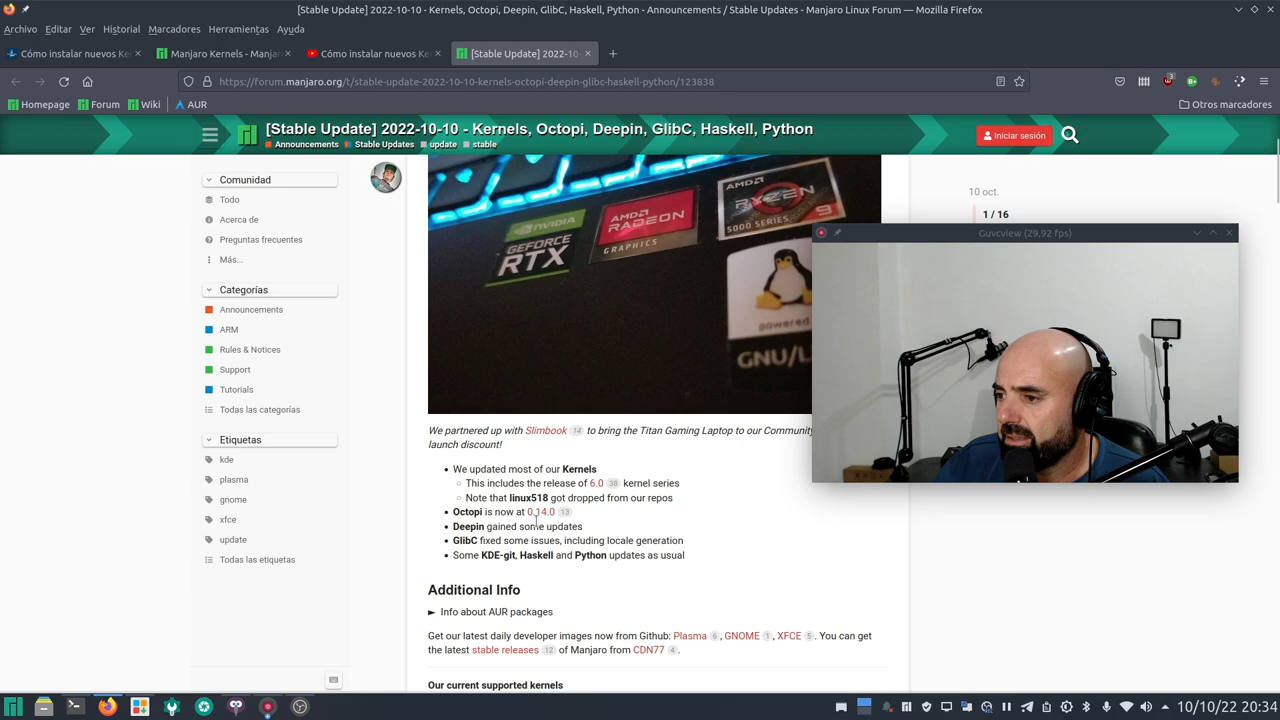 [Stable Update] 2022-10-10 - Kernels, Octopi, Deepin, GlibC, Haskell, Python - Announcements / Stable Updates - Manjaro Linux Forum — Mozilla Firefox
Archivo Editar Ver Historial Marcadores Herramientas Ayuda
Cómo instalar nuevos Ke
Manjaro Kernels - Manja
Cómo instalar nuevos Ke
[Stable Update] 2022-10-
https://forum.manjaro.org/t/stable-update-2022-10-10-kernels-octopi-deepin-glibc-haskell-python/123838
Homepage Forum Wiki AUR Otros marcadores
[Stable Update] 2022-10-10 - Kernels, Octopi, Deepin, GlibC, Haskell, Python
Announcements Stable Updates update stable
Iniciar sesión
Comunidad
Todo
Acerca de
Preguntas frecuentes
Más...
Categorías
Announcements
ARM
Rules & Notices
Support
Tutorials
Todas las categorías
Etiquetas
kde
plasma
gnome
xfce
update
Todas las etiquetas
NVIDIA
GEFORCE
RTX
AMD
RADEON
GRAPHICS
AMD
RYZEN
5000 SERIES 9
powered
GNU/L
10 oct.
1 / 16
Guvcview (29,92 fps)
We partnered up with Slimbook 14 to bring the Titan Gaming Laptop to our Community
launch discount!
We updated most of our Kernels
This includes the release of 6.0 38 kernel series
Note that linux518 got dropped from our repos
Octopi is now at 0.14.0 13
Deepin gained some updates
GlibC fixed some issues, including locale generation
Some KDE-git, Haskell and Python updates as usual
Additional Info
► Info about AUR packages
Get our latest daily developer images now from Github: Plasma 6, GNOME 1, XFCE 5. You can get
the latest stable releases 12 of Manjaro from CDN77 4.
Our current supported kernels
10/10/22 20:34